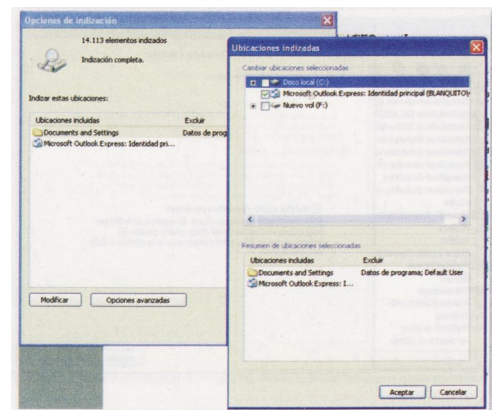 Opciones de indización
14.113 elementos indizados
Indización completa.
Indizar estas ubicaciones:
Ubicaciones incluidas Excluir
Documents and Settings Datos de prog
Microsoft Outlook Express: Identidad pri...
Modificar Opciones avanzadas
Ubicaciones indizadas
Cambiar ubicaciones seleccionadas
Disco local (C:)
Microsoft Outlook Express: Identidad principal (BLANQUITO\
Nuevo vol (F:)
Resumen de ubicaciones seleccionadas
Ubicaciones incluidas Excluir
Documents and Settings Datos de programa; Default User
Microsoft Outlook Express: I...
Aceptar Cancelar